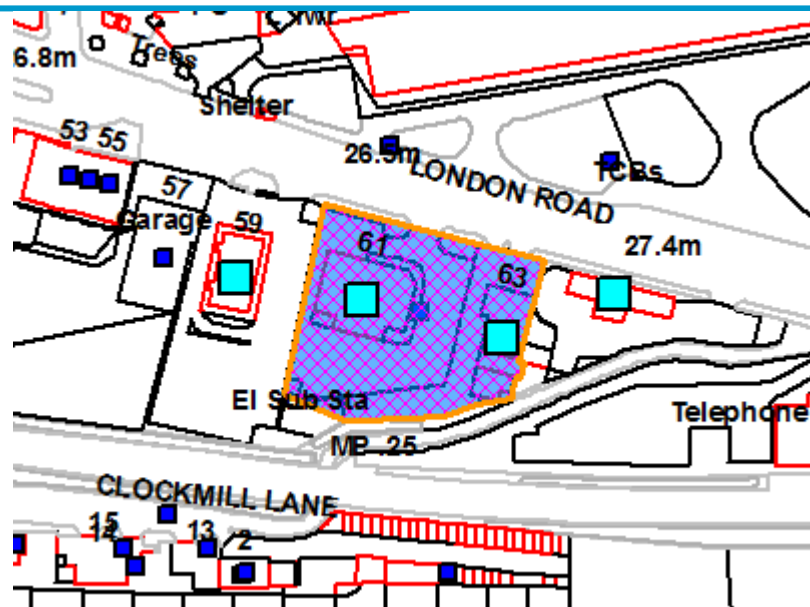 6.8m
Trees
Shelter
53 55
26.5m
LONDON ROAD
TCBs
57
Garage
59
61
63
27.4m
El Sub Sta
MP .25
Telephone
CLOCKMILL LANE
15
14
13
2